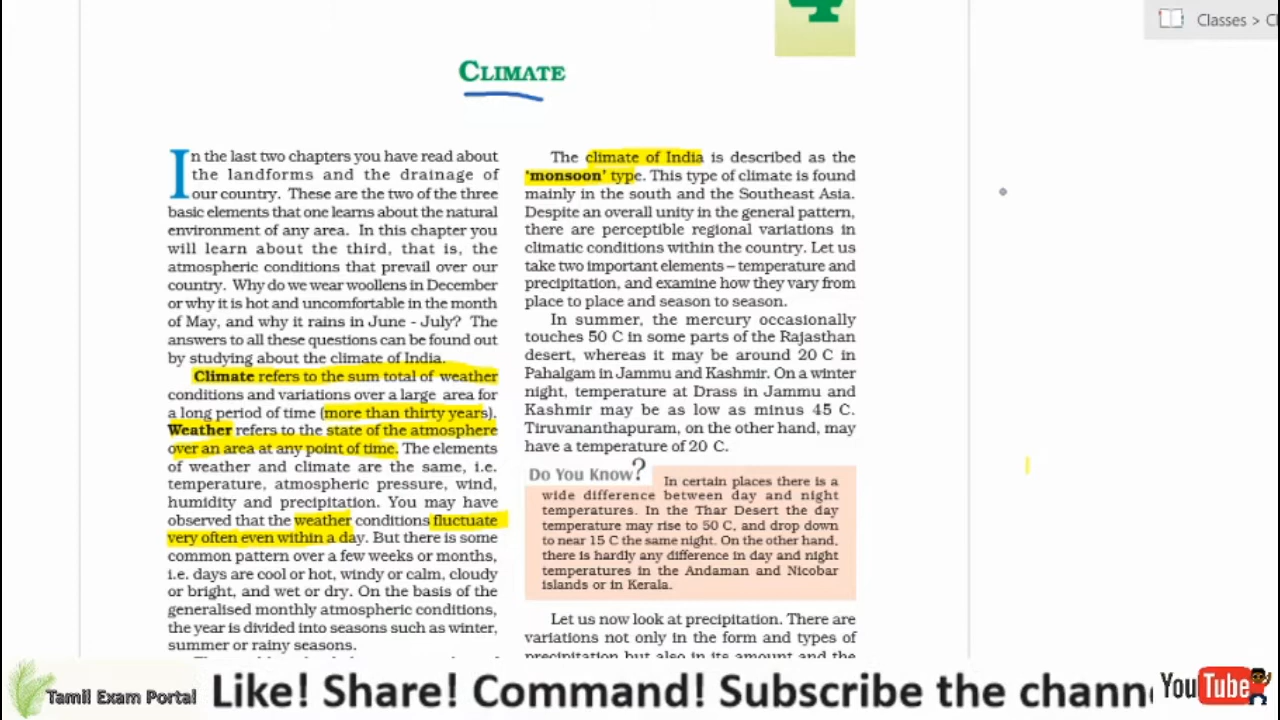 Classes > C
CLIMATE
In the last two chapters you have read about
the landforms and the drainage of
our country. These are the two of the three
basic elements that one learns about the natural
environment of any area. In this chapter you
will learn about the third, that is, the
atmospheric conditions that prevail over our
country. Why do we wear woollens in December
or why it is hot and uncomfortable in the month
of May, and why it rains in June - July? The
answers to all these questions can be found out
by studying about the climate of India.
Climate refers to the sum total of weather
conditions and variations over a large area for
a long period of time (more than thirty years).
Weather refers to the state of the atmosphere
over an area at any point of time. The elements
of weather and climate are the same, i.e.
temperature, atmospheric pressure, wind,
humidity and precipitation. You may have
observed that the weather conditions fluctuate
very often even within a day. But there is some
common pattern over a few weeks or months,
i.e. days are cool or hot, windy or calm, cloudy
or bright, and wet or dry. On the basis of the
generalised monthly atmospheric conditions,
the year is divided into seasons such as winter,
summer or rainy seasons.
The climate of India is described as the
‘monsoon’ type. This type of climate is found
mainly in the south and the Southeast Asia.
Despite an overall unity in the general pattern,
there are perceptible regional variations in
climatic conditions within the country. Let us
take two important elements – temperature and
precipitation, and examine how they vary from
place to place and season to season.
In summer, the mercury occasionally
touches 50 C in some parts of the Rajasthan
desert, whereas it may be around 20 C in
Pahalgam in Jammu and Kashmir. On a winter
night, temperature at Drass in Jammu and
Kashmir may be as low as minus 45 C.
Tiruvananthapuram, on the other hand, may
have a temperature of 20 C.
Do You Know?
In certain places there is a
wide difference between day and night
temperatures. In the Thar Desert the day
temperature may rise to 50 C, and drop down
to near 15 C the same night. On the other hand,
there is hardly any difference in day and night
temperatures in the Andaman and Nicobar
islands or in Kerala.
Let us now look at precipitation. There are
variations not only in the form and types of
precipitation but also in its amount and the
Tamil Exam Portal
Like! Share! Command! Subscribe the chann
YouTube